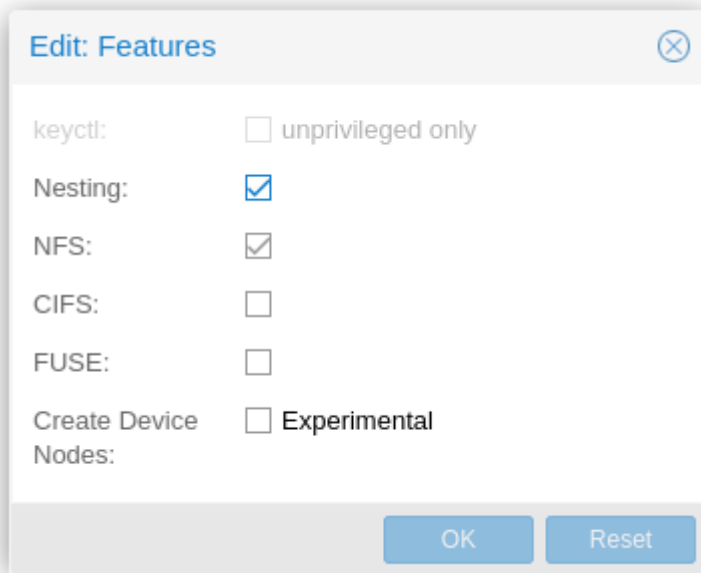 Edit: Features
keyctl: unprivileged only
Nesting:
NFS:
CIFS:
FUSE:
Create Device Experimental
Nodes:
OK Reset